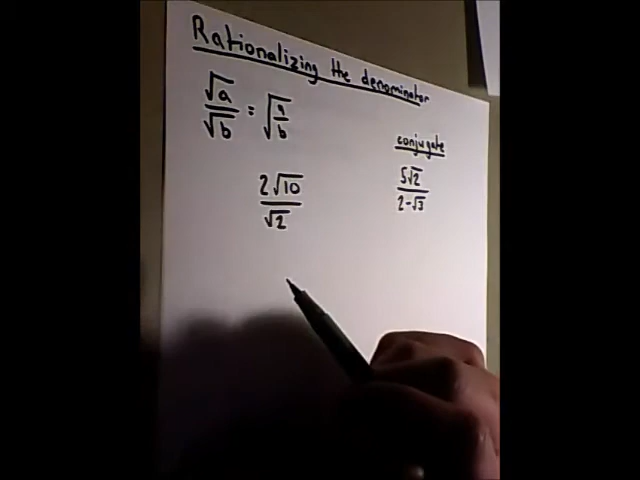 Rationalizing the denominator
√a/√b = √(a/b)
conjugate
2√10/√2
5√2/(2-√3)